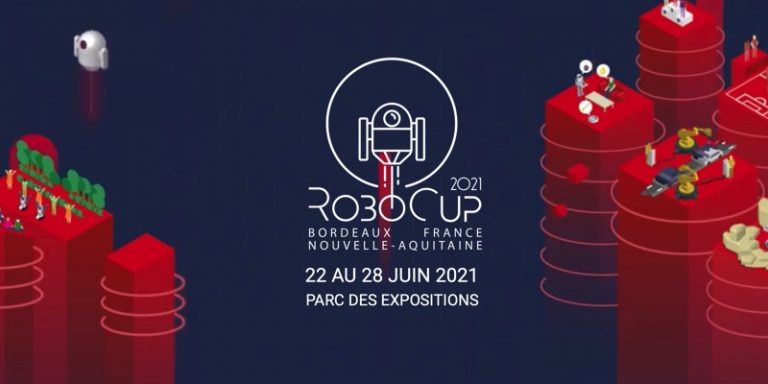 2021
ROBOCUP
BORDEAUX FRANCE
NOUVELLE-AQUITAINE
22 AU 28 JUIN 2021
PARC DES EXPOSITIONS